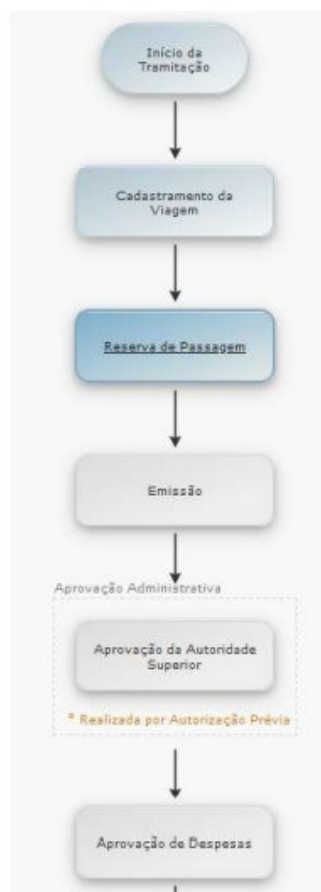 Início da
Tramitação
Cadastramento da
Viagem
Reserva de Passagem
Emissão
Aprovação Administrativa
Aprovação da Autoridade
Superior
* Realizada por Autorização Prévia
Aprovação de Despesas